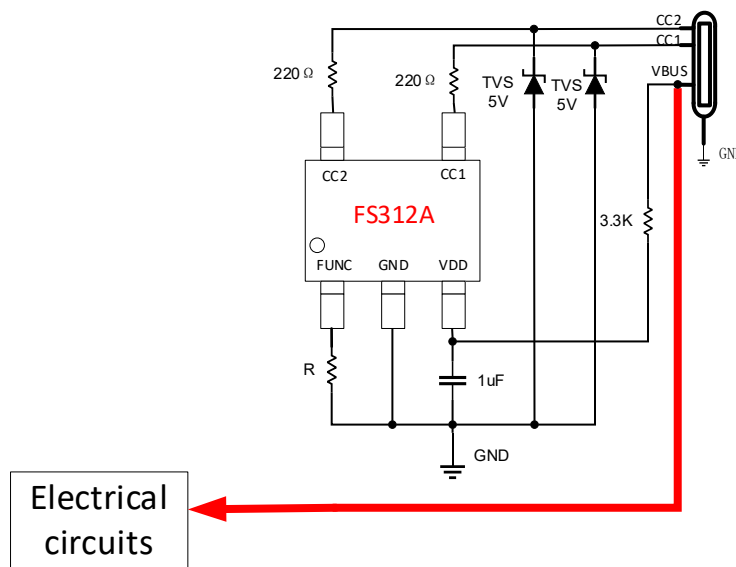 CC2
CC1
220 Ω
220 Ω
TVS
5V
TVS
5V
VBUS
GN
CC2
CC1
FS312A
3.3K
FUNC
GND
VDD
R
1uF
GND
Electrical
circuits